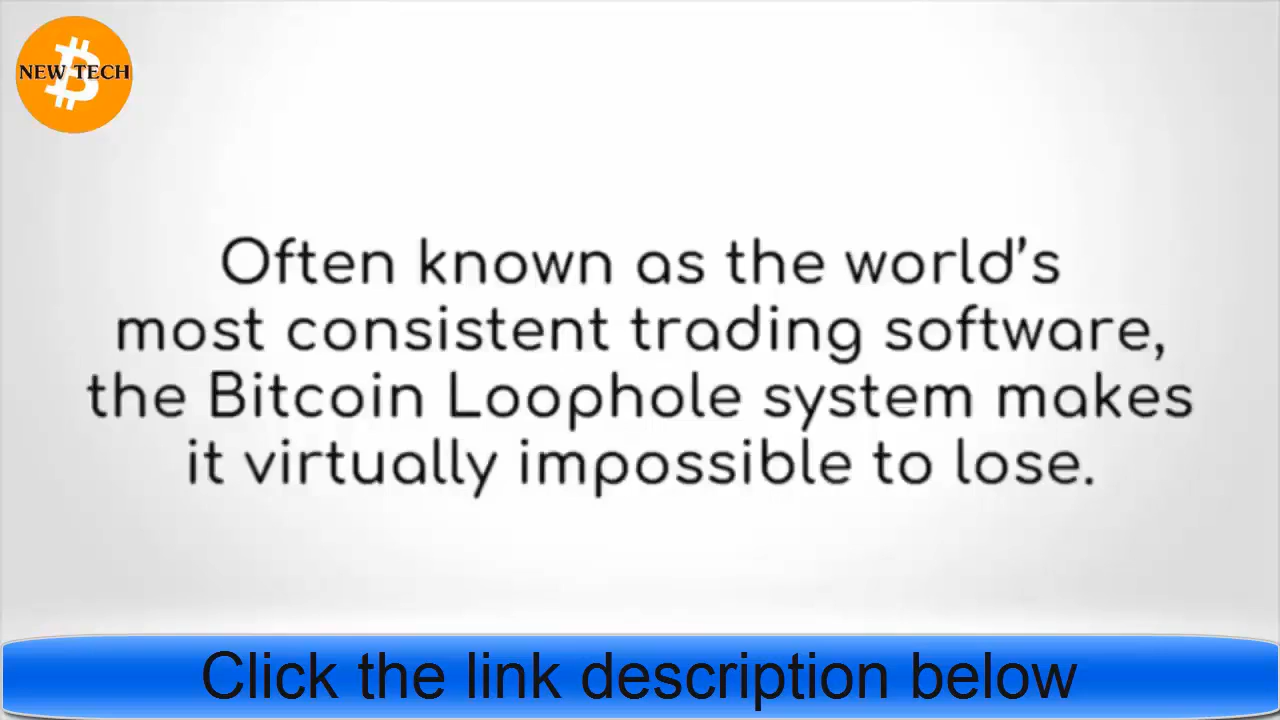 NEW TECH
Often known as the world's
most consistent trading software,
the Bitcoin Loophole system makes
it virtually impossible to lose.
Click the link description below